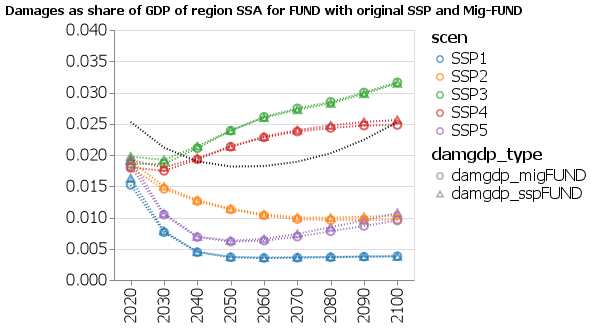 Damages as share of GDP of region SSA for FUND with original SSP and Mig-FUND
0.040
0.035
0.030
0.025
0.020
0.015
0.010
0.005
0.000
2020
2030
2040
2050
2060
2070
2080
2090
2100
scen
SSP1
SSP2
SSP3
SSP4
SSP5
damgdp_type
damgdp_migFUND
damgdp_sspFUND